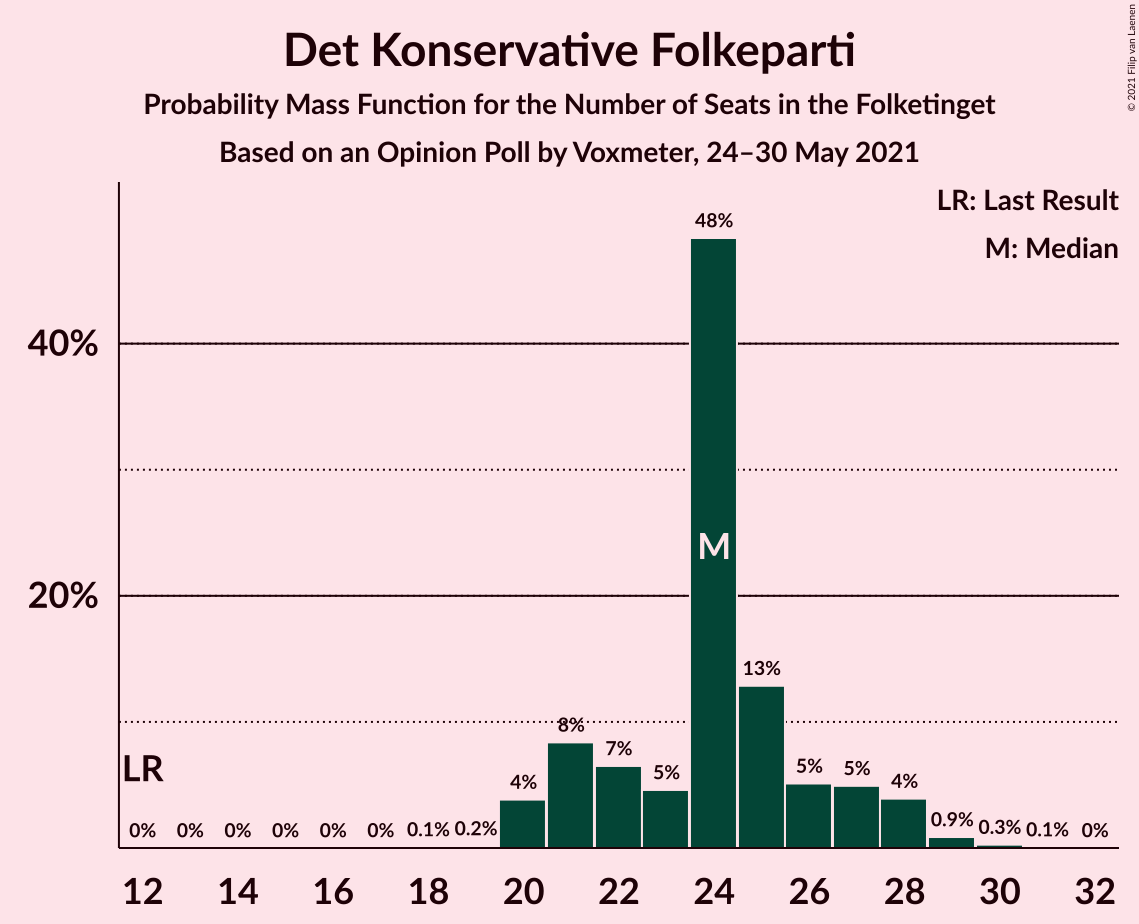 Det Konservative Folkeparti
Probability Mass Function for the Number of Seats in the Folketinget
Based on an Opinion Poll by Voxmeter, 24–30 May 2021
© 2021 Filip van Laenen
LR: Last Result
M: Median
40%
20%
48%
M
13%
8%
7%
5%
4%
5%
5%
4%
LR
0% 0% 0% 0% 0% 0% 0.1% 0.2%
0.9% 0.3% 0.1% 0%
12 14 16 18 20 22 24 26 28 30 32